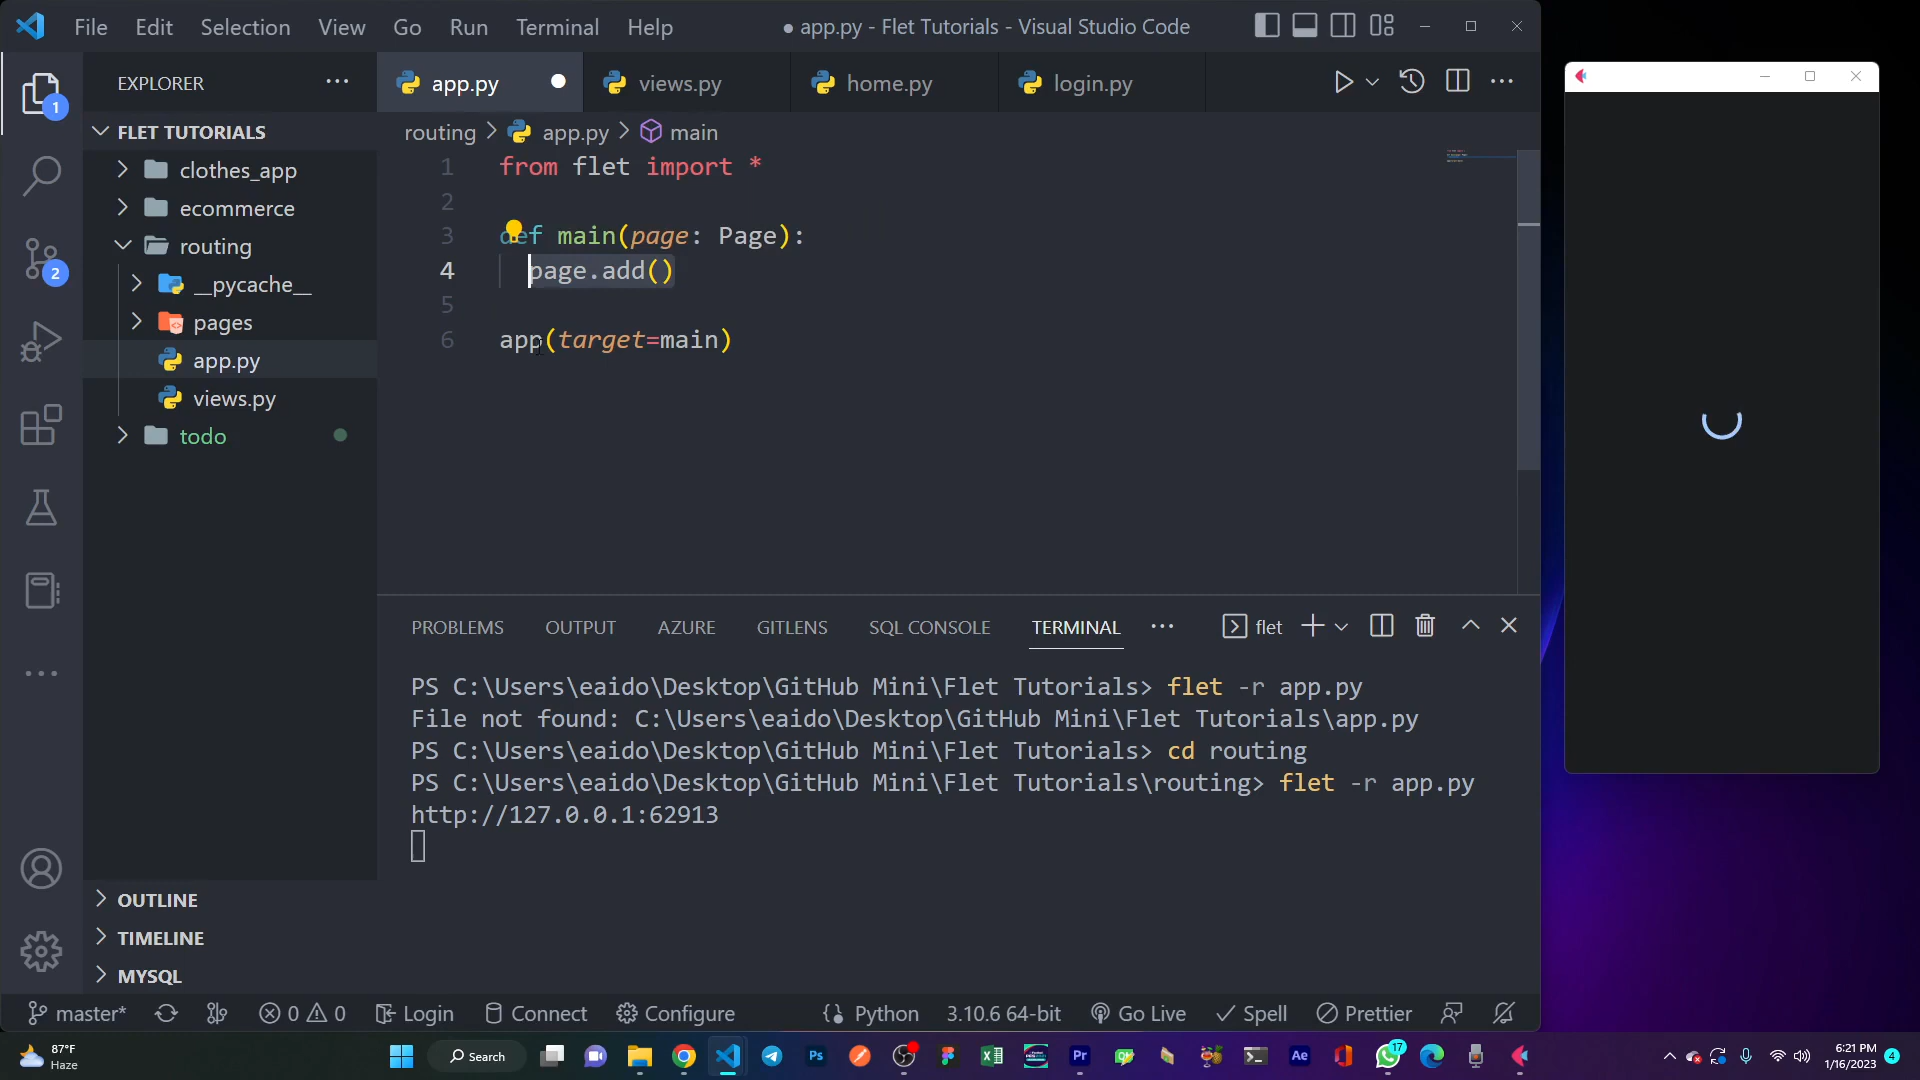 File Edit Selection View Go Run Terminal Help
● app.py - Flet Tutorials - Visual Studio Code
EXPLORER
app.py
views.py
home.py
login.py
FLET TUTORIALS
clothes_app
ecommerce
routing
__pycache__
pages
app.py
views.py
todo
OUTLINE
TIMELINE
MYSQL
1
2
routing > app.py > main
1 from flet import *
2
3 def main(page: Page):
4 page.add()
5
6 app(target=main)
PROBLEMS OUTPUT AZURE GITLENS SQL CONSOLE TERMINAL
flet
PS C:\Users\eaido\Desktop\GitHub Mini\Flet Tutorials> flet -r app.py
File not found: C:\Users\eaido\Desktop\GitHub Mini\Flet Tutorials\app.py
PS C:\Users\eaido\Desktop\GitHub Mini\Flet Tutorials> cd routing
PS C:\Users\eaido\Desktop\GitHub Mini\Flet Tutorials\routing> flet -r app.py
http://127.0.0.1:62913
master* 0 0 Login Connect Configure Python 3.10.6 64-bit Go Live Spell Prettier
87°F
Haze
Search
Ps
Pr
Ae
17
6:21 PM
1/16/2023
4